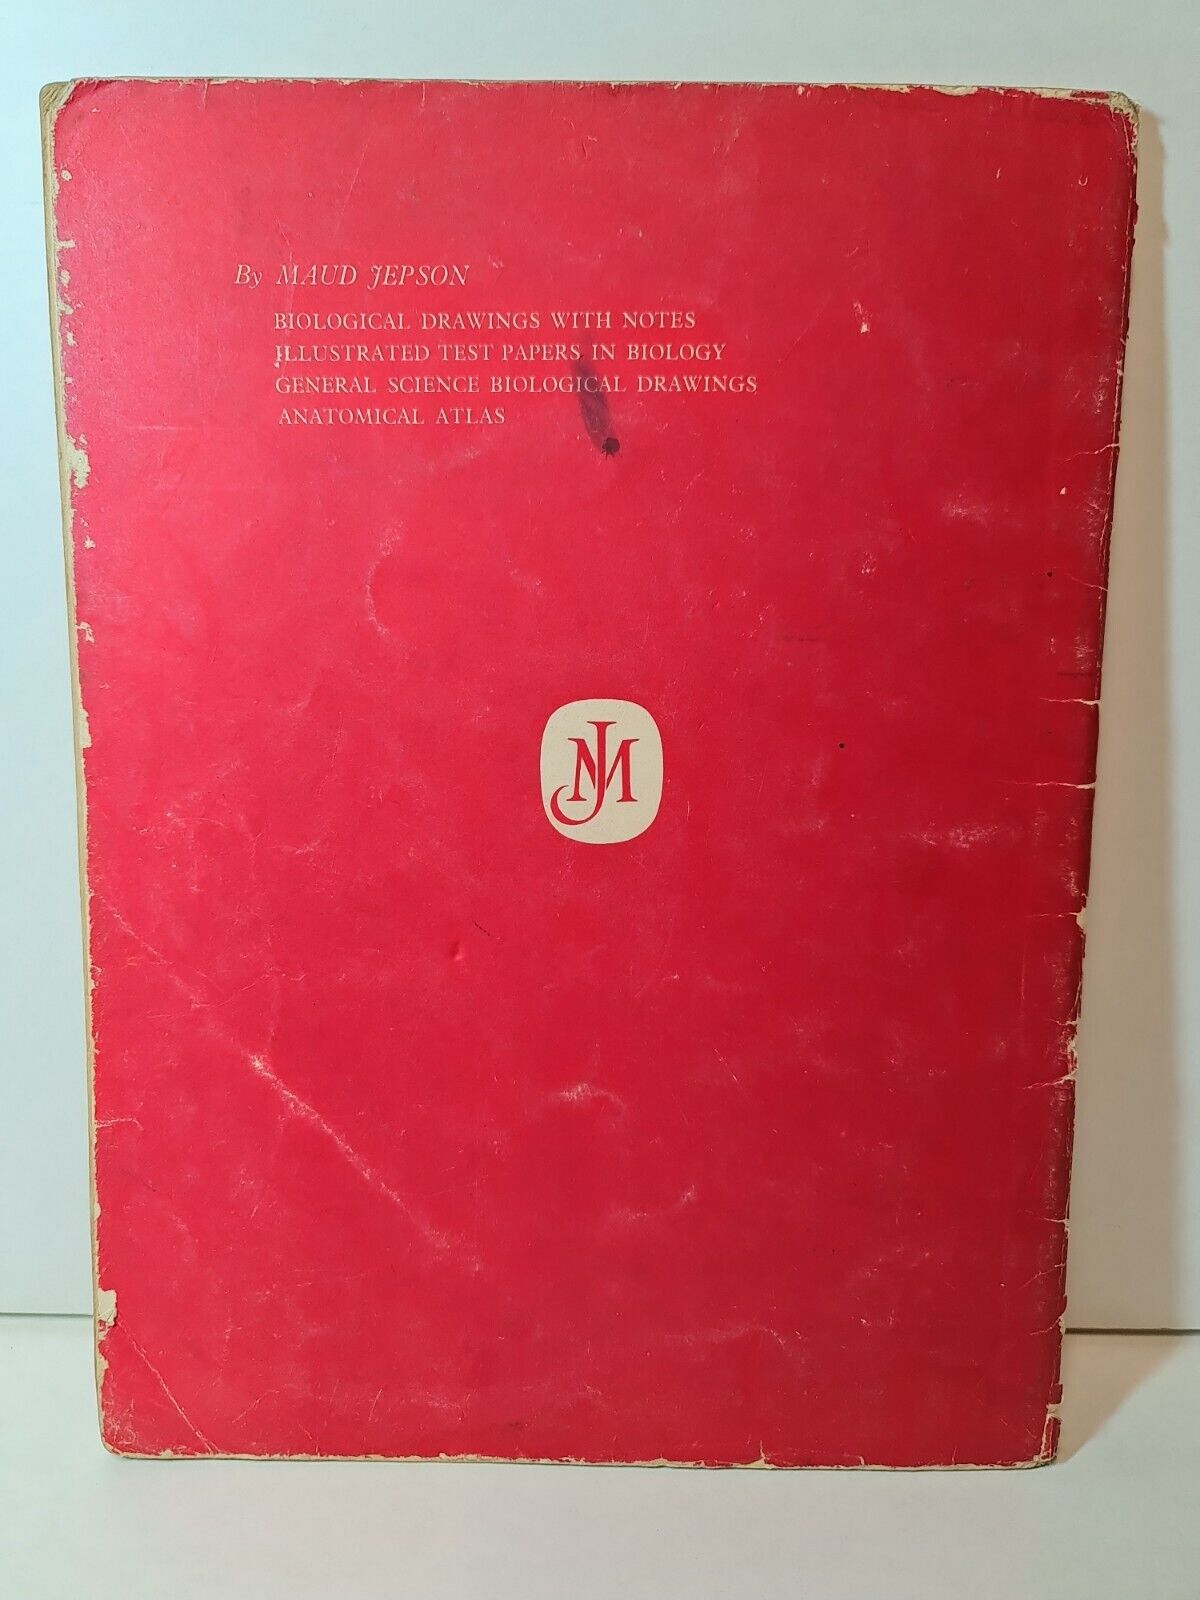 By MAUD JEPSON
BIOLOGICAL DRAWINGS WITH NOTES
ILLUSTRATED TEST PAPERS IN BIOLOGY
GENERAL SCIENCE BIOLOGICAL DRAWINGS
ANATOMICAL ATLAS
JM